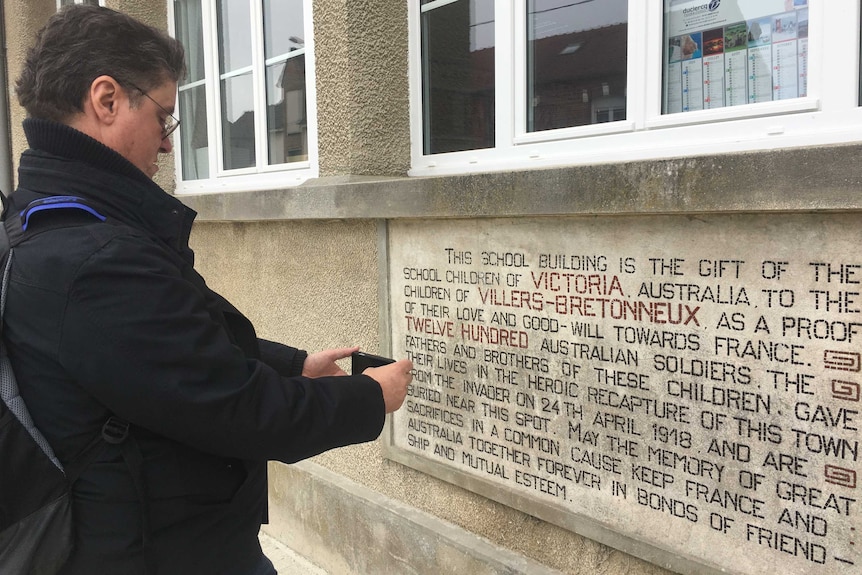 duclercq
THIS SCHOOL BUILDING IS THE GIFT OF THE
SCHOOL CHILDREN OF VICTORIA, AUSTRALIA, TO THE
CHILDREN OF VILLERS-BRETONNEUX, AS A PROOF
OF THEIR LOVE AND GOOD-WILL TOWARDS FRANCE.
TWELVE HUNDRED AUSTRALIAN SOLDIERS, THE
FATHERS AND BROTHERS OF THESE CHILDREN, GAVE
THEIR LIVES IN THE HEROIC RECAPTURE OF THIS TOWN
FROM THE INVADER ON 24TH APRIL 1918, AND ARE
BURIED NEAR THIS SPOT. MAY THE MEMORY OF GREAT
SACRIFICES IN A COMMON CAUSE KEEP FRANCE AND
AUSTRALIA TOGETHER FOREVER IN BONDS OF FRIEND-
SHIP AND MUTUAL ESTEEM.